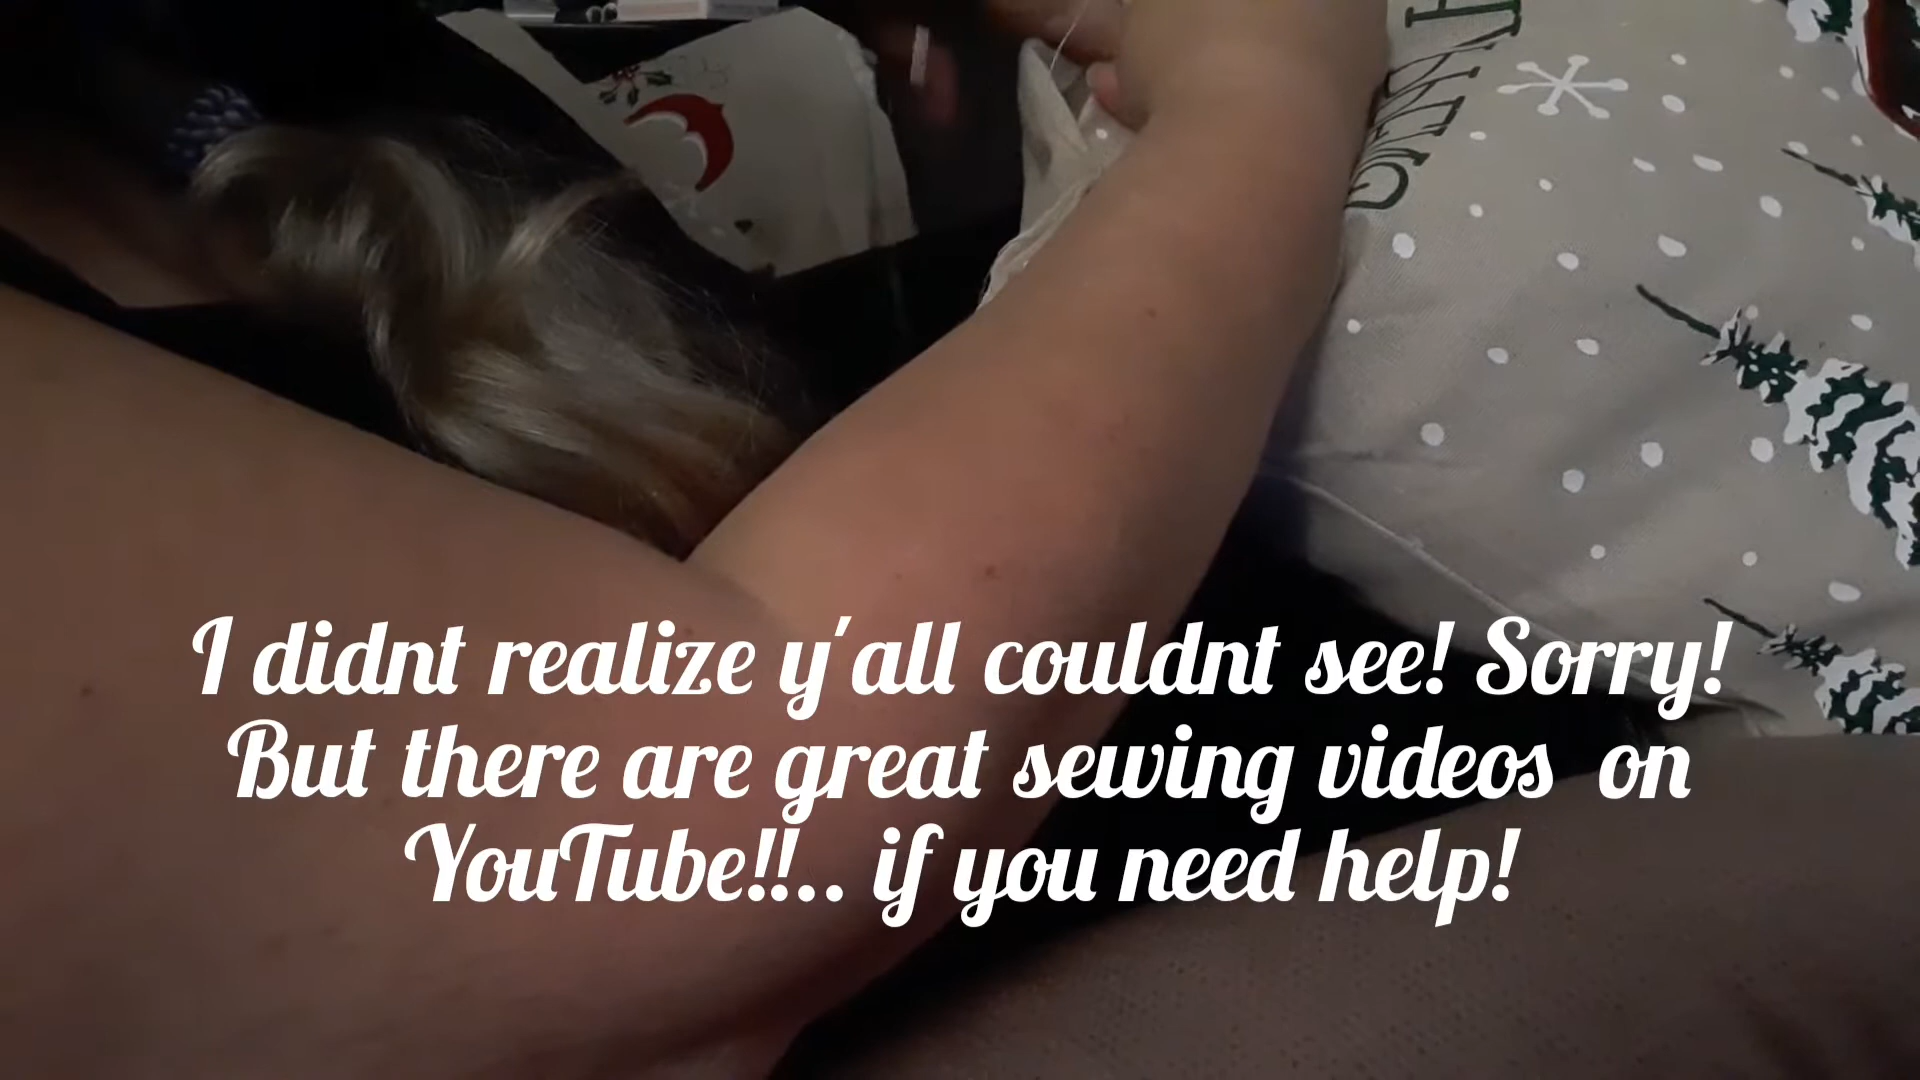 I didnt realize y'all couldnt see! Sorry!
But there are great sewing videos on
YouTube!!.. if you need help!